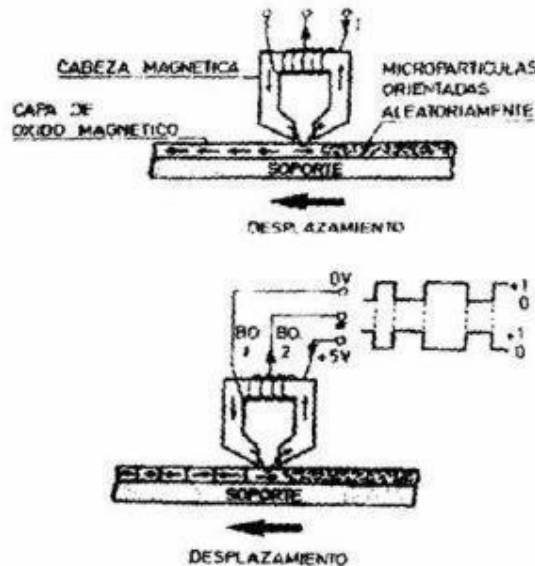 CABEZA MAGNETICA
MICROPARTICULAS
ORIENTADAS
ALEATORIAMENTE
CAPA DE
OXIDO MAGNETICO
SOPORTE
DESPLAZAMIENTO
0V
+1
0
BO. BO.
1 2
+5V
+1
0
SOPORTE
DESPLAZAMIENTO